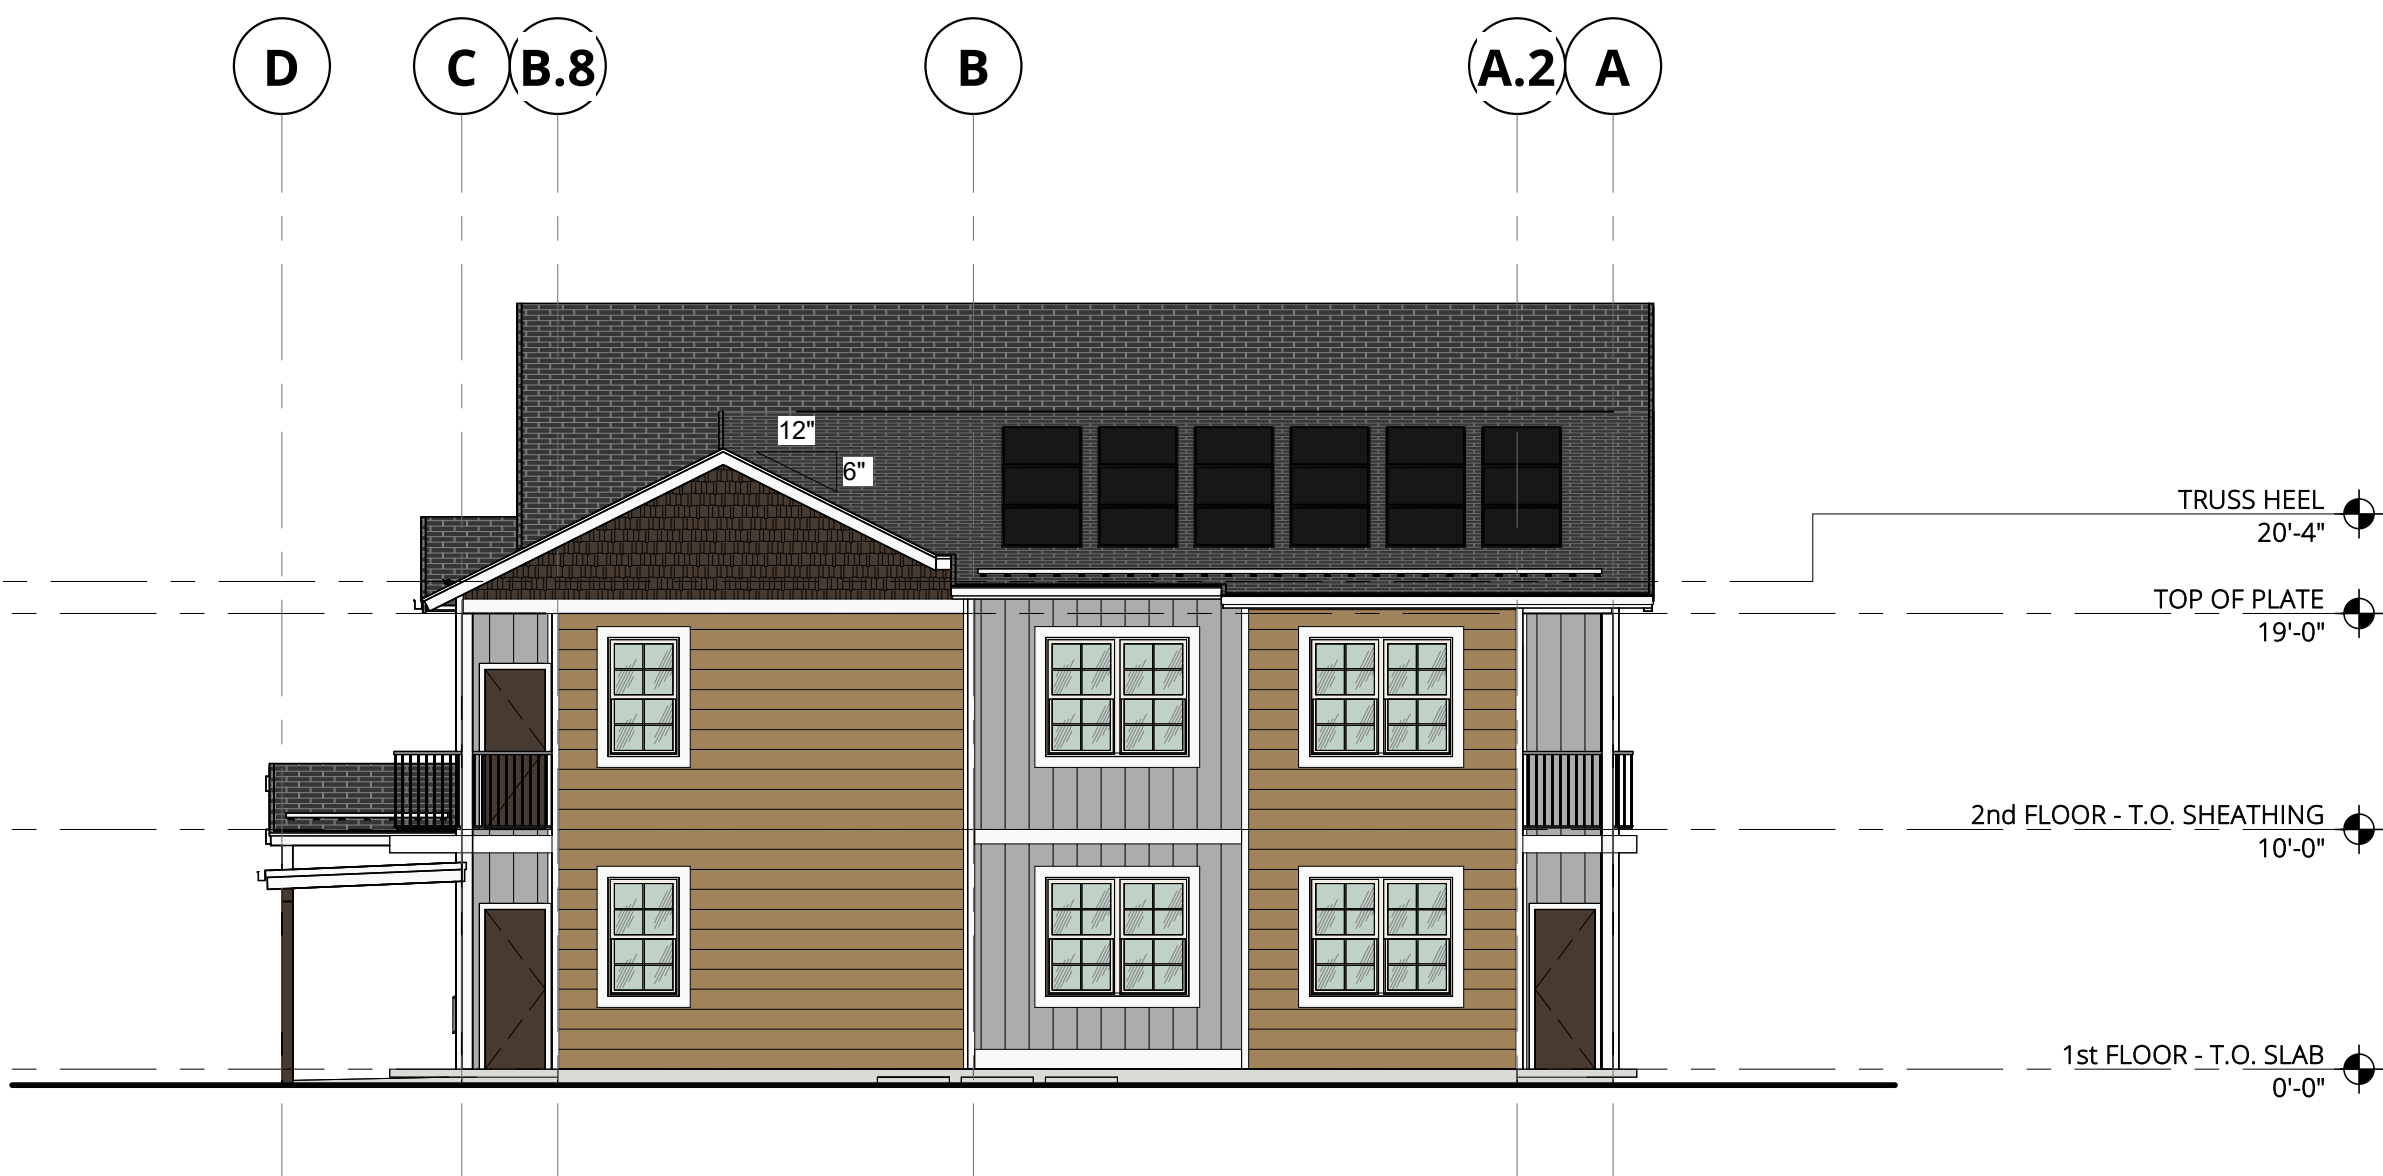 D
C
B.8
B
A.2
A
12"
6"
TRUSS HEEL
20'-4"
TOP OF PLATE
19'-0"
2nd FLOOR - T.O. SHEATHING
10'-0"
1st FLOOR - T.O. SLAB
0'-0"